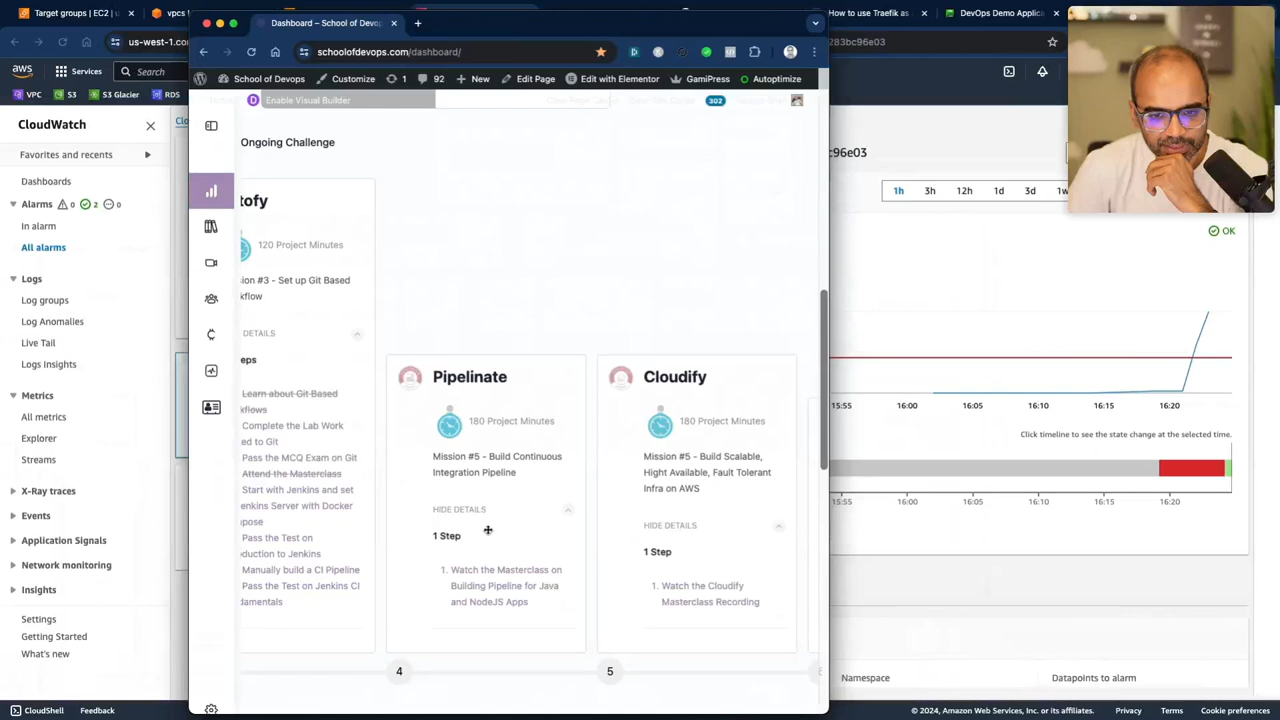 targets | EC2 |
vpcs |
Dashboard - School of Devop
How to use Traefik as
DevOps Demo Applic
-west-1.com
schoolofdevops.com/dashboard/
283bc96e03
aws
Services
Search
School of Devops
Customize
1
92
New
Edit Page
Edit with Elementor
GamiPress
Autoptimize
VPC
S3
S3 Glacier
RDS
Enable Visual Builder
302
CloudWatch
Clo
Favorites and recents
Dashboards
Alarms
0
2
0
In alarm
All alarms
Logs
Log groups
Log Anomalies
Live Tail
Logs Insights
Metrics
All metrics
Explorer
Streams
X-Ray traces
Events
Application Signals
Network monitoring
Insights
Settings
Getting Started
What's new
Ongoing Challenge
tofy
120 Project Minutes
sion #3 - Set up Git Based
kflow
DETAILS
eps
Learn about Git Based
kflows
Complete the Lab Work
ed to Git
Pass the MCQ Exam on Git
Attend the Masterclass
Start with Jenkins and set
enkins Server with Docker
pose
Pass the Test on
oduction to Jenkins
Manually build a CI Pipeline
Pass the Test on Jenkins CI
damentals
Pipelinate
180 Project Minutes
Mission #5 - Build Continuous
Integration Pipeline
HIDE DETAILS
1 Step
1. Watch the Masterclass on
Building Pipeline for Java
and NodeJS Apps
4
Cloudify
180 Project Minutes
Mission #5 - Build Scalable,
Hight Available, Fault Tolerant
Infra on AWS
HIDE DETAILS
1 Step
1. Watch the Cloudify
Masterclass Recording
5
c96e03
1h
3h
12h
1d
3d
1w
OK
15:55
16:00
16:05
16:10
16:15
16:20
Click timeline to see the state change at the selected time.
15:55
16:00
16:05
16:10
16:15
16:20
Namespace
Datapoints to alarm
CloudShell
Feedback
© 2024, Amazon Web Services, Inc. or its affiliates.
Privacy
Terms
Cookie preferences